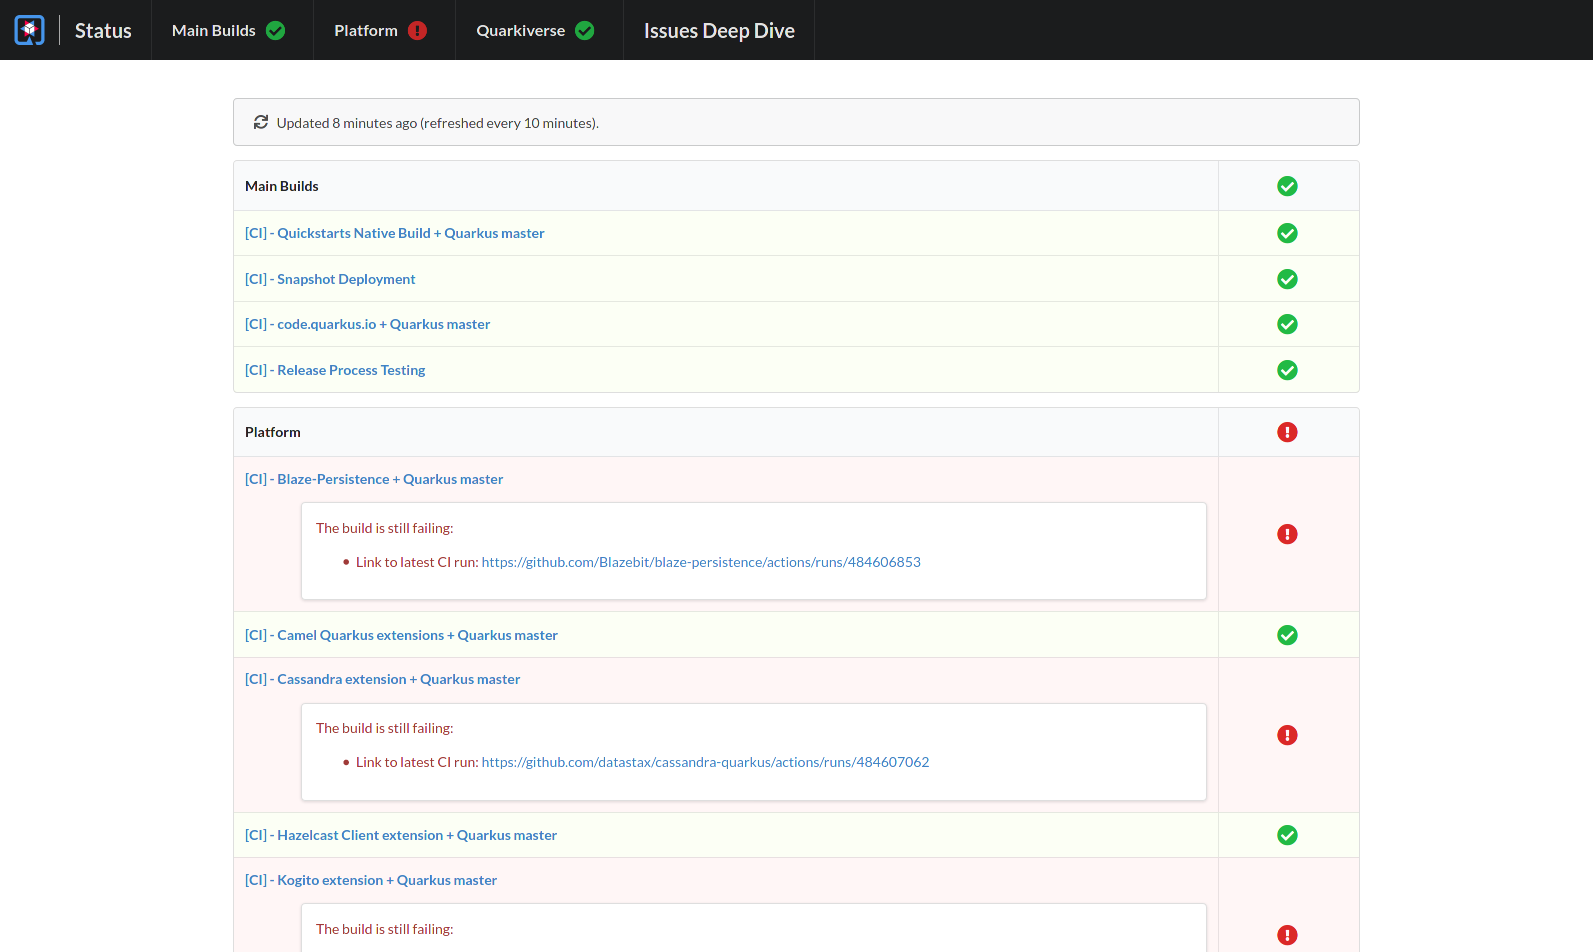 Status
Main Builds
Platform
Quarkiverse
Issues Deep Dive
Updated 8 minutes ago (refreshed every 10 minutes).
Main Builds
[CI] - Quickstarts Native Build + Quarkus master
[CI] - Snapshot Deployment
[CI] - code.quarkus.io + Quarkus master
[CI] - Release Process Testing
Platform
[CI] - Blaze-Persistence + Quarkus master
The build is still failing:
• Link to latest CI run: https://github.com/Blazebit/blaze-persistence/actions/runs/484606853
[CI] - Camel Quarkus extensions + Quarkus master
[CI] - Cassandra extension + Quarkus master
The build is still failing:
• Link to latest CI run: https://github.com/datastax/cassandra-quarkus/actions/runs/484607062
[CI] - Hazelcast Client extension + Quarkus master
[CI] - Kogito extension + Quarkus master
The build is still failing: